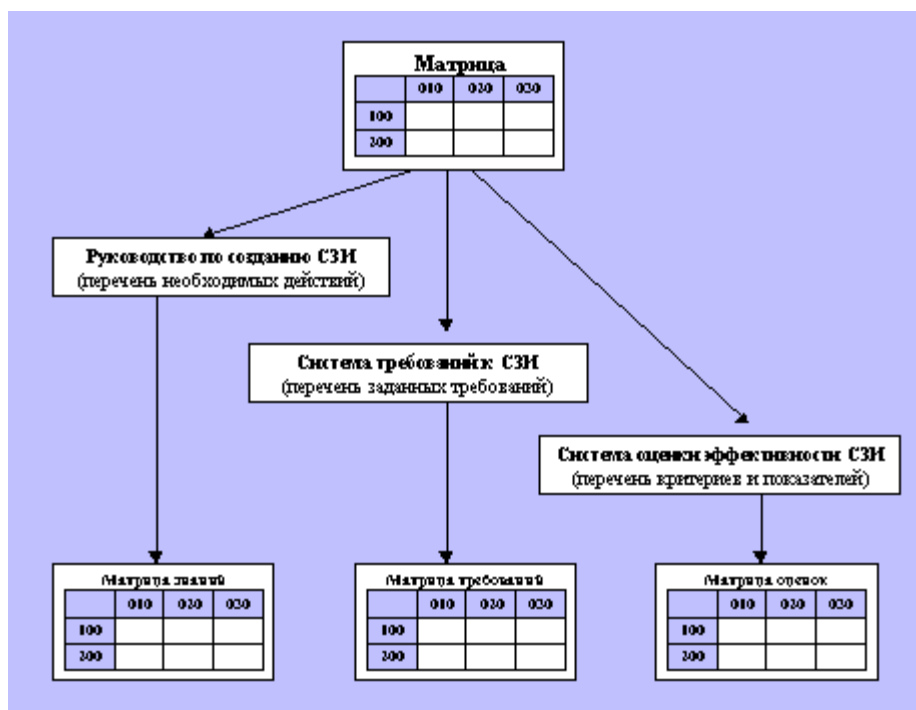 Матрица
010 020 030
100
200
Руководство по созданию СЗИ
(перечень необходимых действий)
Система требований к СЗИ
(перечень заданных требований)
Система оценки эффективности СЗИ
(перечень критериев и показателей)
Матрица знаний
010 020 030
100
200
Матрица требований
010 020 030
100
200
Матрица оценок
010 020 030
100
200